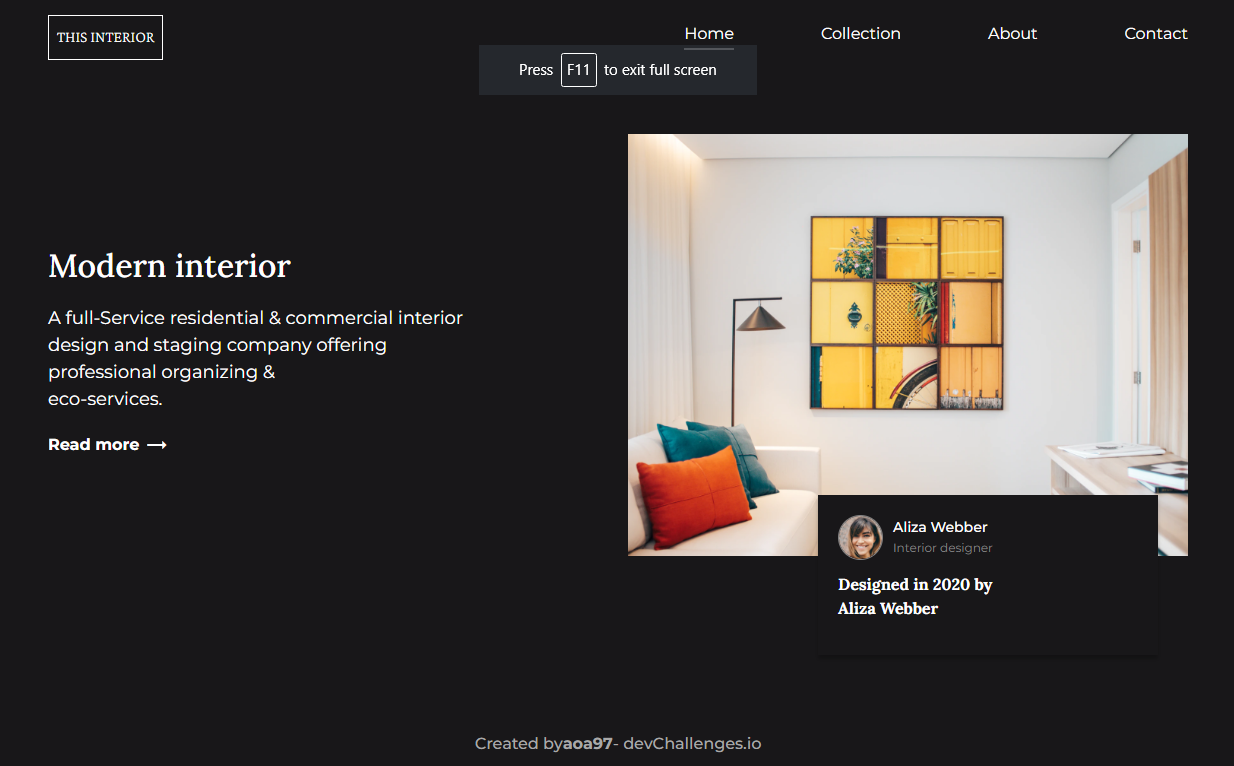 THIS INTERIOR
Home Collection About Contact
Press F11 to exit full screen
Modern interior
A full-Service residential & commercial interior
design and staging company offering
professional organizing &
eco-services.
Read more ⟶
Aliza Webber
Interior designer
Designed in 2020 by
Aliza Webber
Created byaoa97- devChallenges.io